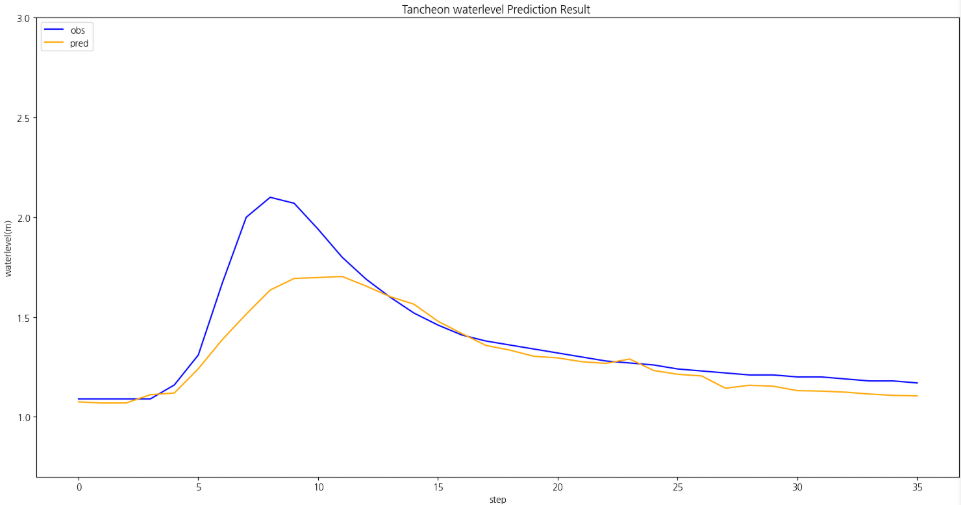 Tancheon waterlevel Prediction Result
obs
pred
3.0
2.5
2.0
1.5
1.0
waterlevel(m)
0 5 10 15 20 25 30 35
step